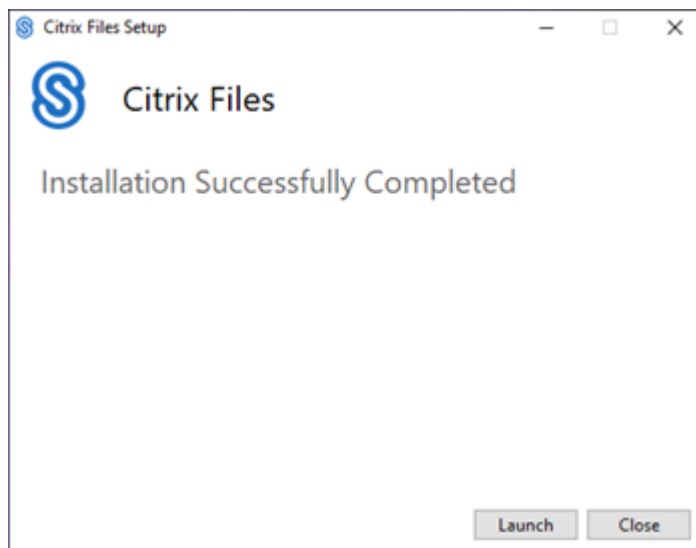 Citrix Files Setup
Citrix Files
Installation Successfully Completed
Launch
Close